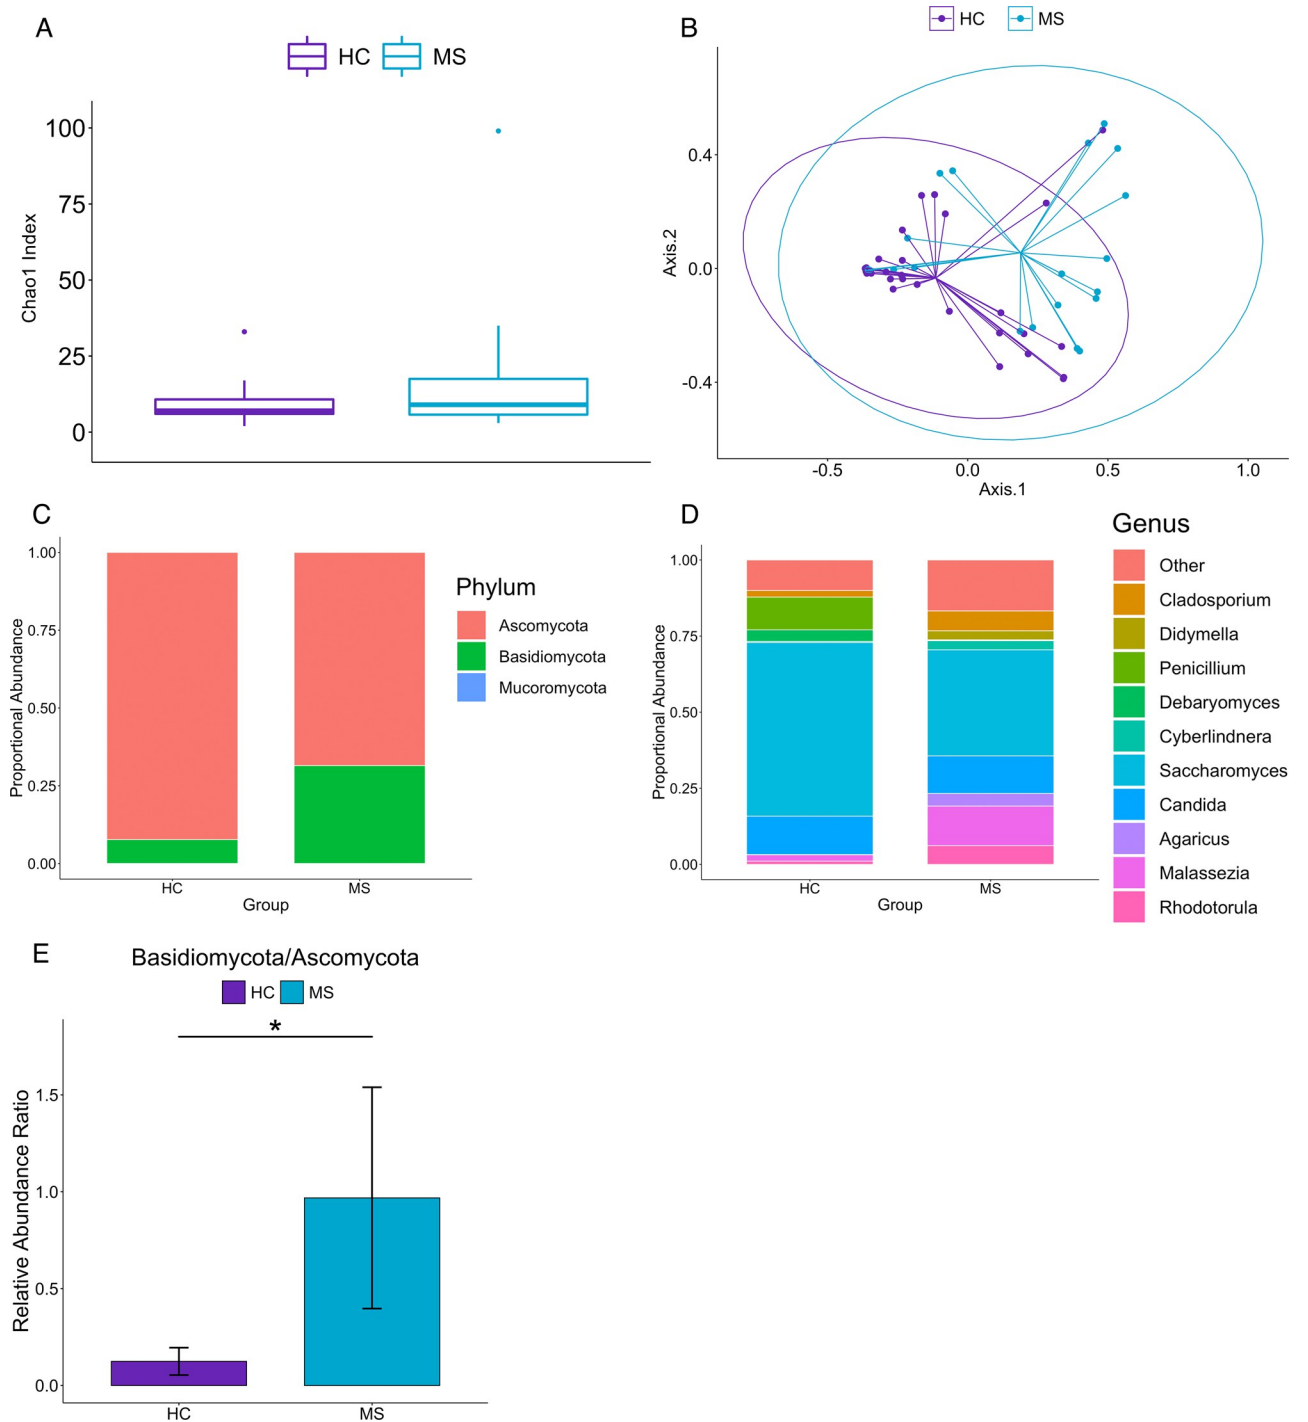 A
HC MS
Chao1 Index
100
75
50
25
0
B
HC MS
Axis.2
0.4
0.0
-0.4
-0.5 0.0 0.5 1.0
Axis.1
C
Proportional Abundance
1.00
0.75
0.50
0.25
0.00
HC MS
Group
Phylum
Ascomycota
Basidiomycota
Mucoromycota
D
Proportional Abundance
1.00
0.75
0.50
0.25
0.00
HC MS
Group
Genus
Other
Cladosporium
Didymella
Penicillium
Debaryomyces
Cyberlindnera
Saccharomyces
Candida
Agaricus
Malassezia
Rhodotorula
E
Basidiomycota/Ascomycota
HC MS
*
Relative Abundance Ratio
1.5
1.0
0.5
0.0
HC MS